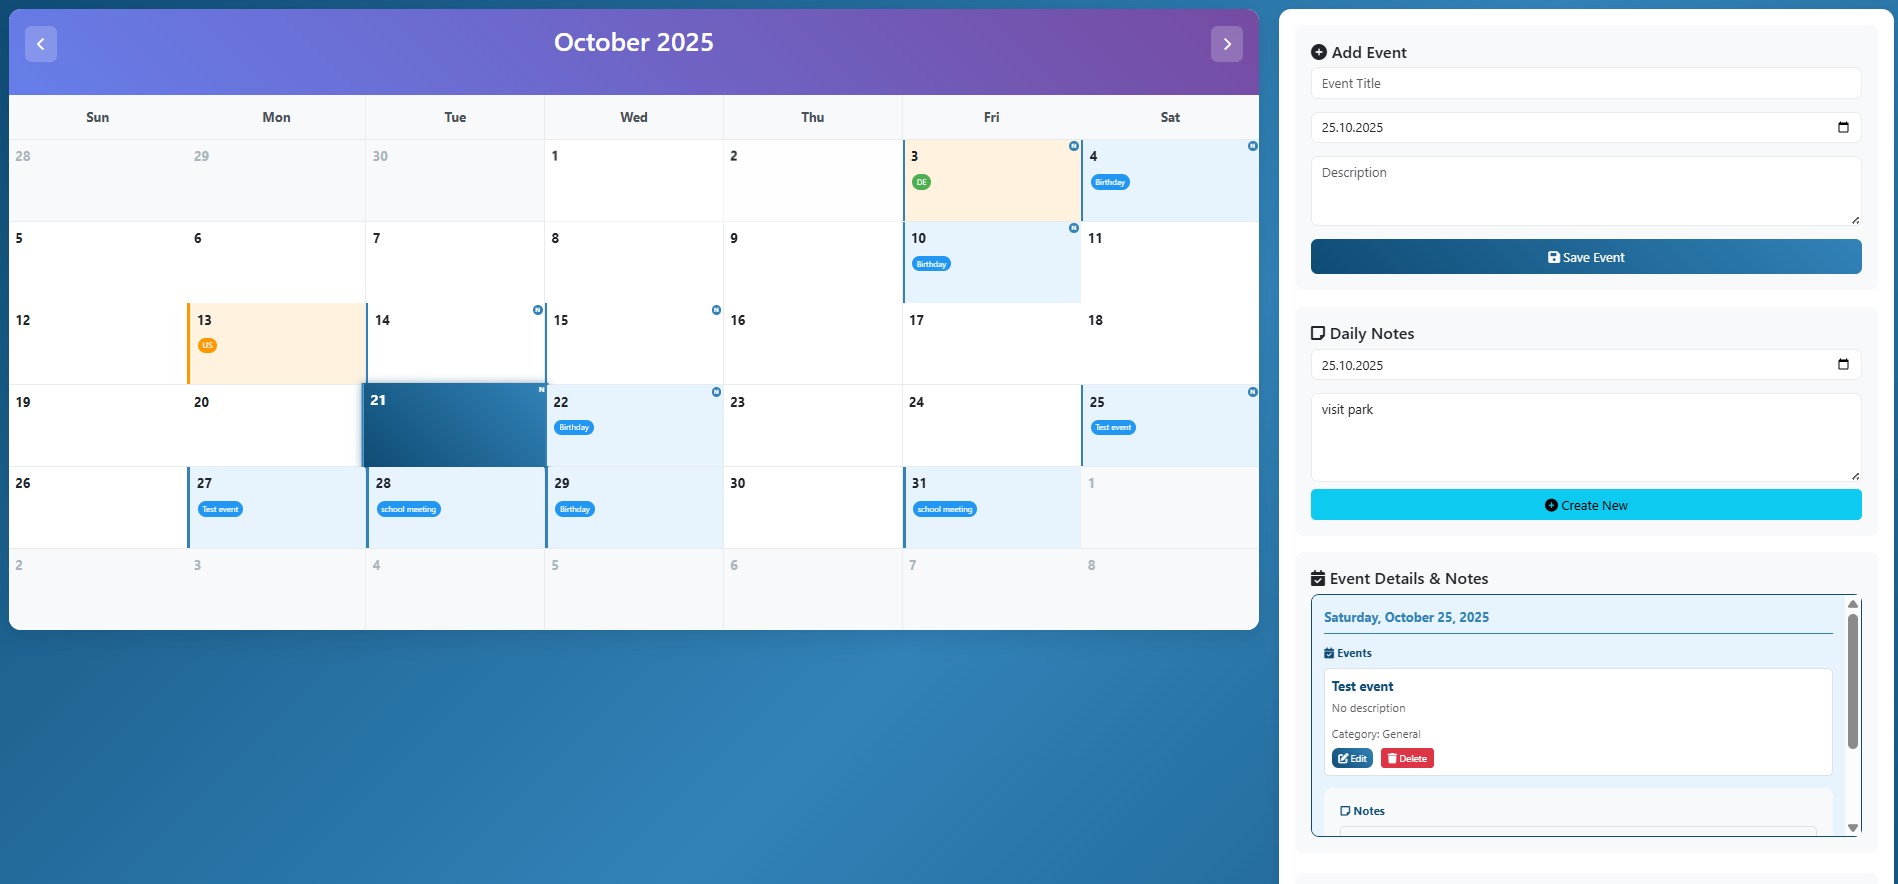 October 2025
Sun Mon Tue Wed Thu Fri Sat
28 29 30 1 2 3 N 4 N
DE Birthday
5 6 7 8 9 10 N 11
Birthday
12 13 14 N 15 N 16 17 18
US
19 20 21 N 22 N 23 24 25 N
Birthday Test event
26 27 28 29 30 31 1
Test event school meeting Birthday school meeting
2 3 4 5 6 7 8
Add Event
Event Title
25.10.2025
Description
Save Event
Daily Notes
25.10.2025
visit park
Create New
Event Details & Notes
Saturday, October 25, 2025
Events
Test event
No description
Category: General
Edit Delete
Notes